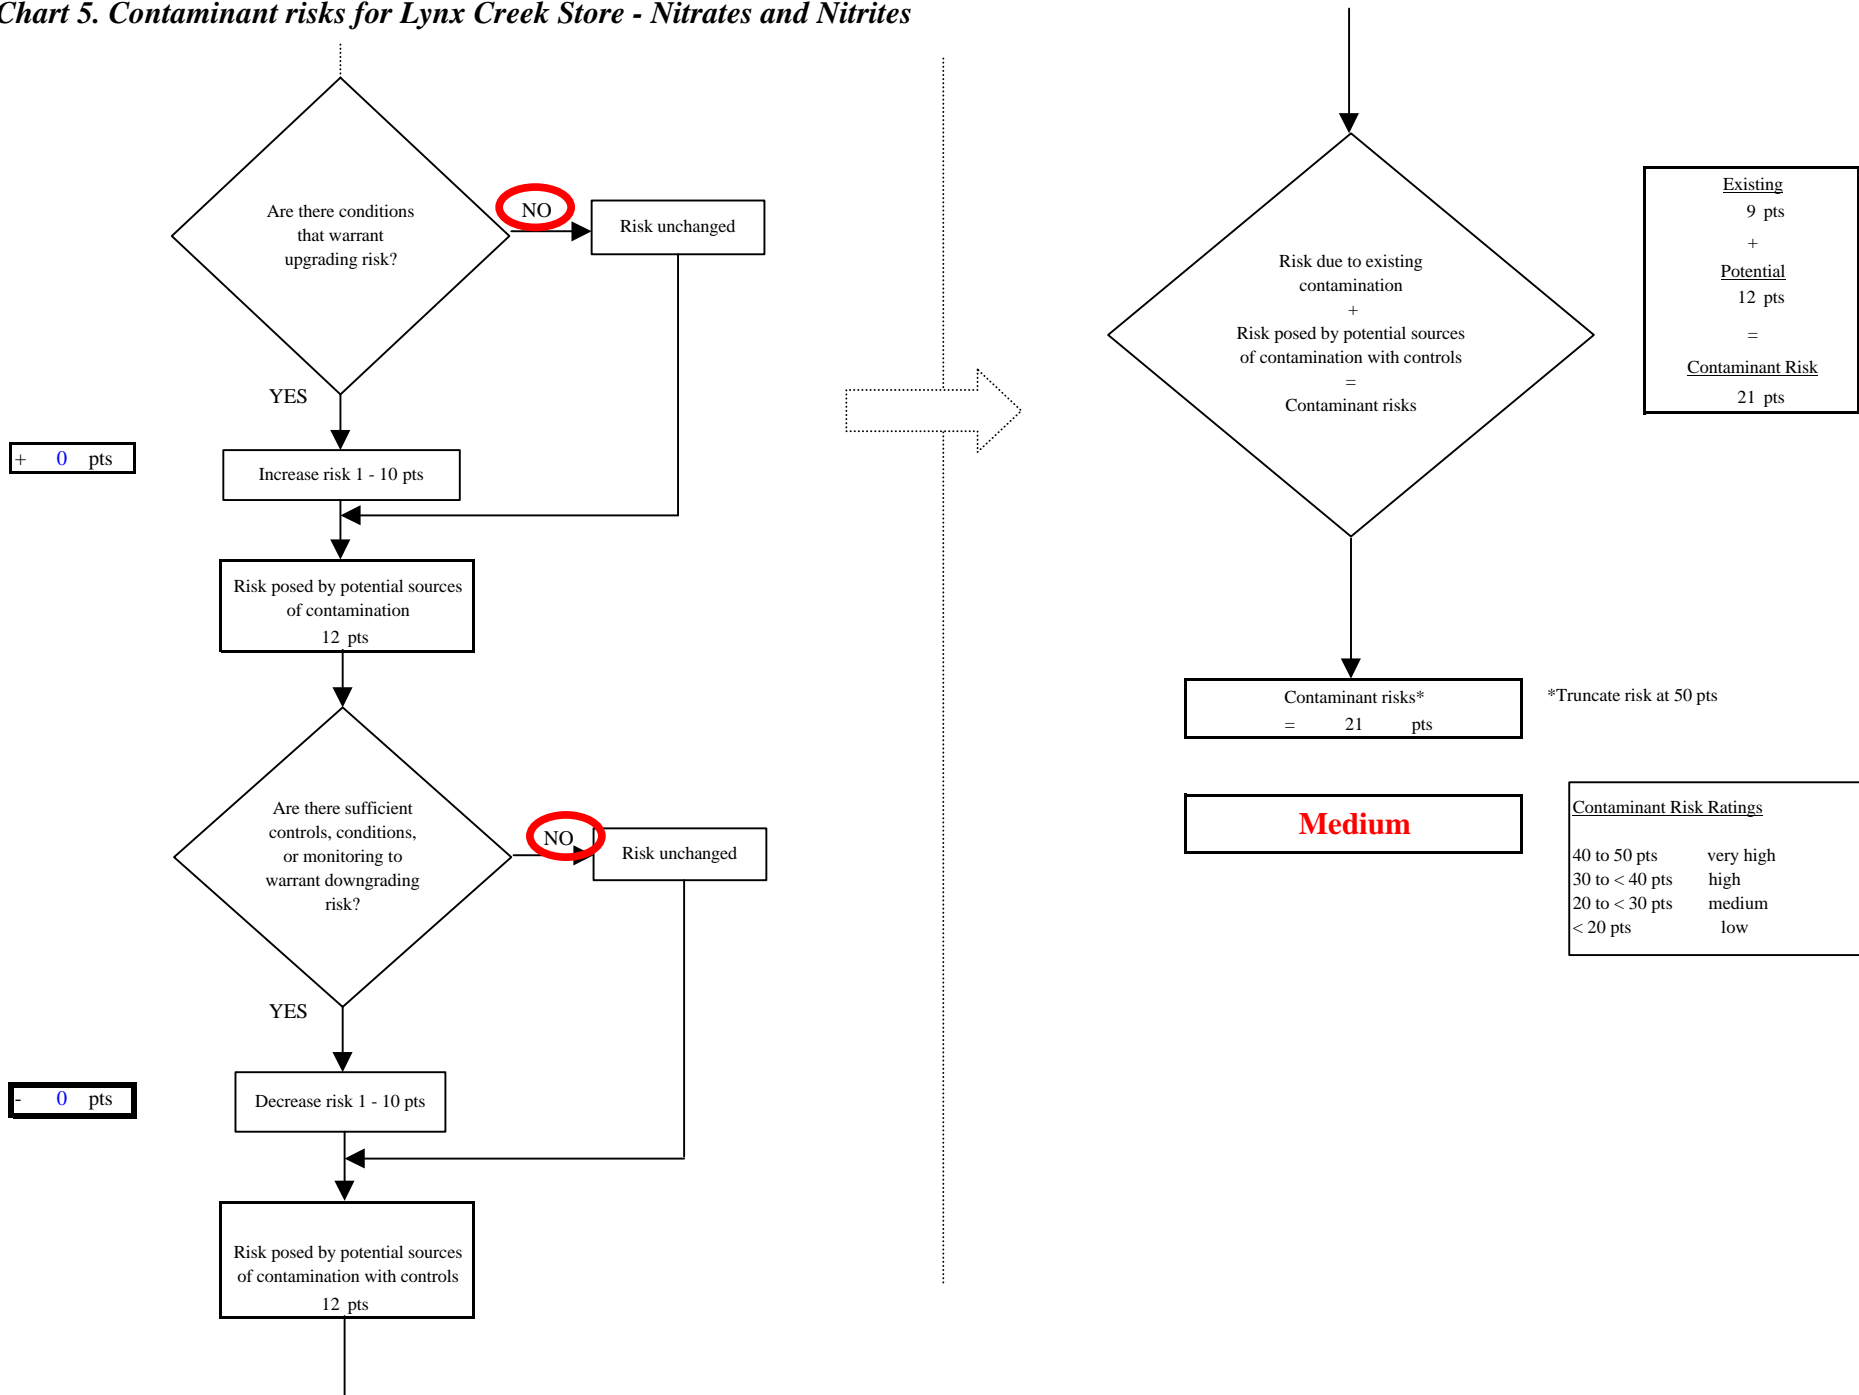 Chart 5. Contaminant risks for Lynx Creek Store - Nitrates and Nitrites
Are there conditions
that warrant
upgrading risk?
NO
Risk unchanged
YES
+ 0 pts
Increase risk 1 - 10 pts
Risk posed by potential sources
of contamination
12 pts
Are there sufficient
controls, conditions,
or monitoring to
warrant downgrading
risk?
NO
Risk unchanged
YES
- 0 pts
Decrease risk 1 - 10 pts
Risk posed by potential sources
of contamination with controls
12 pts
Risk due to existing
contamination
+
Risk posed by potential sources
of contamination with controls
=
Contaminant risks
Existing
9 pts
+
Potential
12 pts
=
Contaminant Risk
21 pts
Contaminant risks*
= 21 pts
*Truncate risk at 50 pts
Medium
Contaminant Risk Ratings
40 to 50 pts very high
30 to < 40 pts high
20 to < 30 pts medium
< 20 pts low